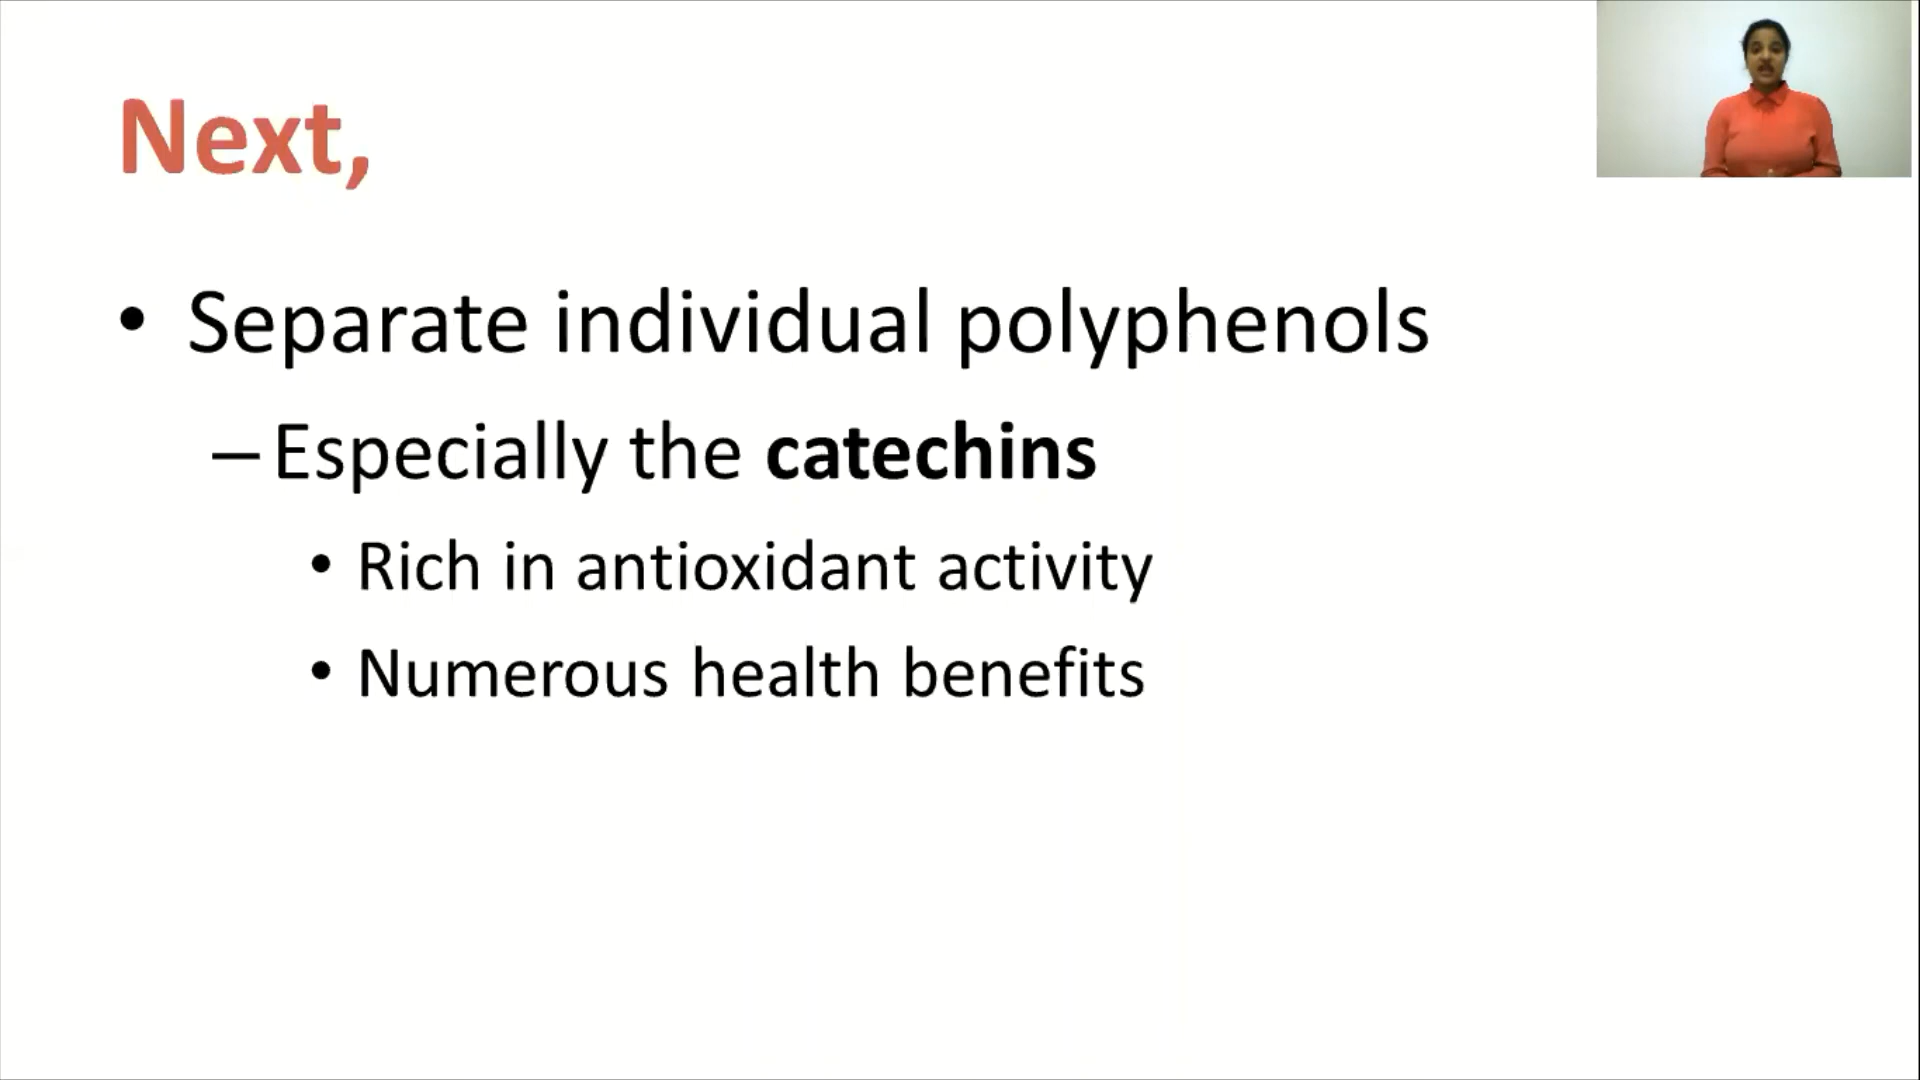 Next,
• Separate individual polyphenols
– Especially the catechins
• Rich in antioxidant activity
• Numerous health benefits